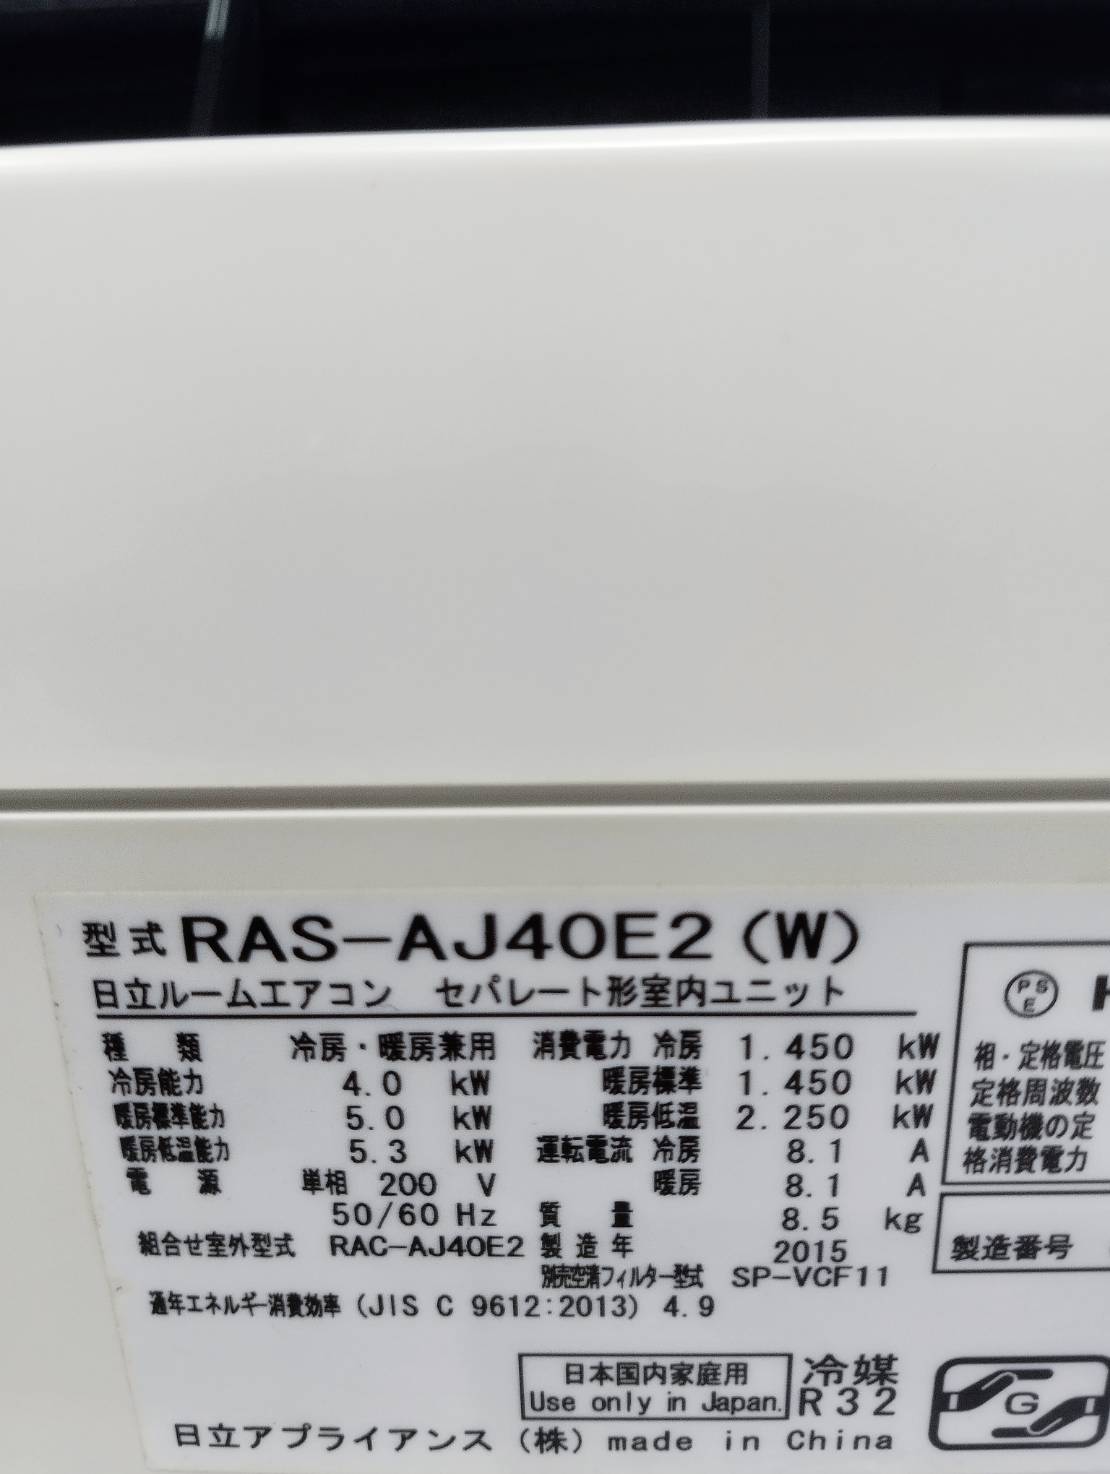 型式 RAS-AJ40E2(W)
日立ルームエアコン セパレート形室内ユニット
種類 冷房・暖房兼用 消費電力 冷房 1.450 kW
冷房能力 4.0 kW 暖房標準 1.450 kW
暖房標準能力 5.0 kW 暖房低温 2.250 kW
暖房低温能力 5.3 kW 運転電流 冷房 8.1 A
電源 単相 200 V 暖房 8.1 A
50/60 Hz 質量 8.5 kg
組合せ室外型式 RAC-AJ40E2 製造年 2015
別売空清フィルター型式 SP-VCF11
通年エネルギー消費効率(JIS C 9612:2013) 4.9
日本国内家庭用
Use only in Japan.
冷媒
R32
日立アプライアンス(株)made in China
PS
E
相・定格電圧
定格周波数
電動機の定
格消費電力
製造番号
G